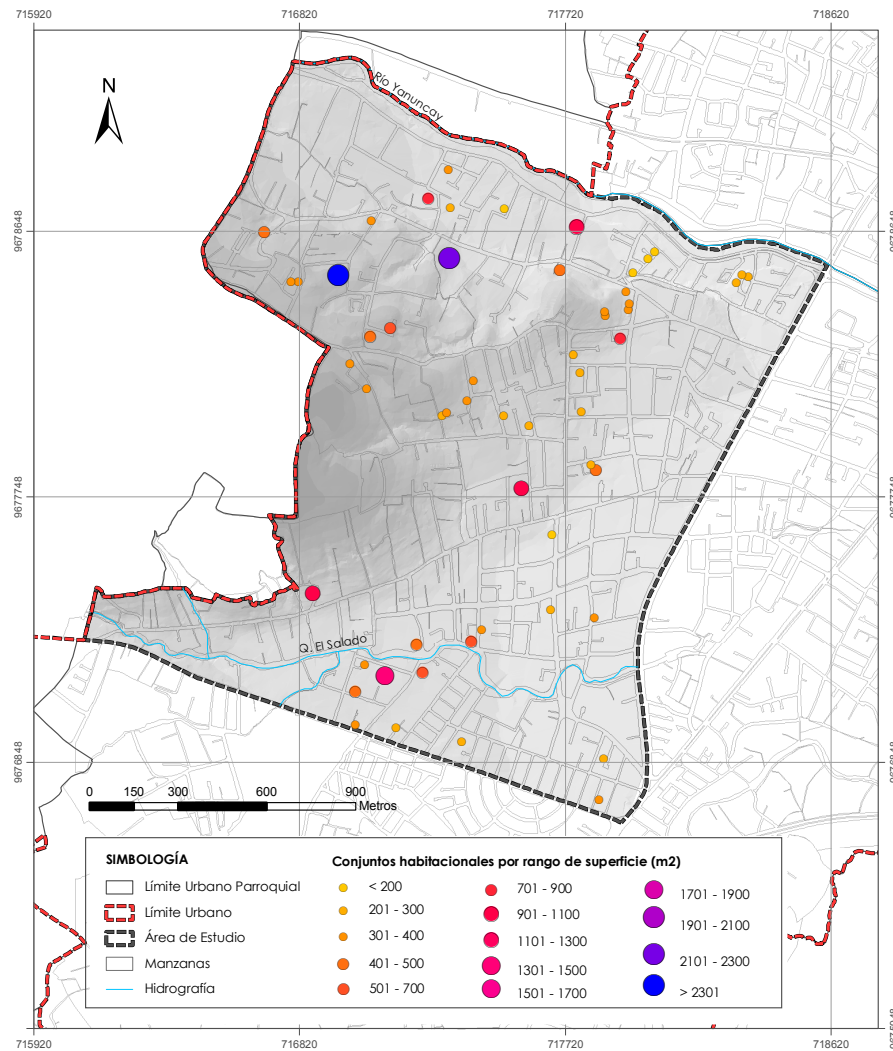 715920
716820
717720
718620
N
Río Yanuncay
9678648
9678648
9677748
9677748
Q. El Salado
9676848
9676848
0 150 300 600 900
Metros
SIMBOLOGÍA
Límite Urbano Parroquial
Límite Urbano
Área de Estudio
Manzanas
Hidrografía
Conjuntos habitacionales por rango de superficie (m2)
< 200
201 - 300
301 - 400
401 - 500
501 - 700
701 - 900
901 - 1100
1101 - 1300
1301 - 1500
1501 - 1700
1701 - 1900
1901 - 2100
2101 - 2300
> 2301
715920
716820
717720
718620